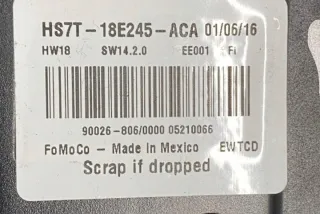 HS7T-18E245-ACA 01/06/16
HW18 SW14.2.0 EE001 - Fi
90026-806/0000 05210066
FoMoCo - Made in Mexico EWTCD
Scrap if dropped